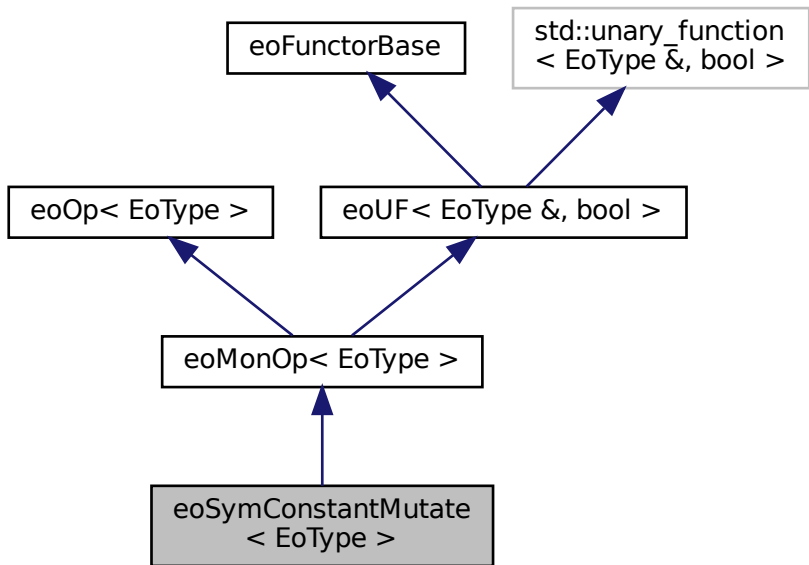 std::unary_function
< EoType &, bool >
eoFunctorBase
eoOp< EoType >
eoUF< EoType &, bool >
eoMonOp< EoType >
eoSymConstantMutate
< EoType >